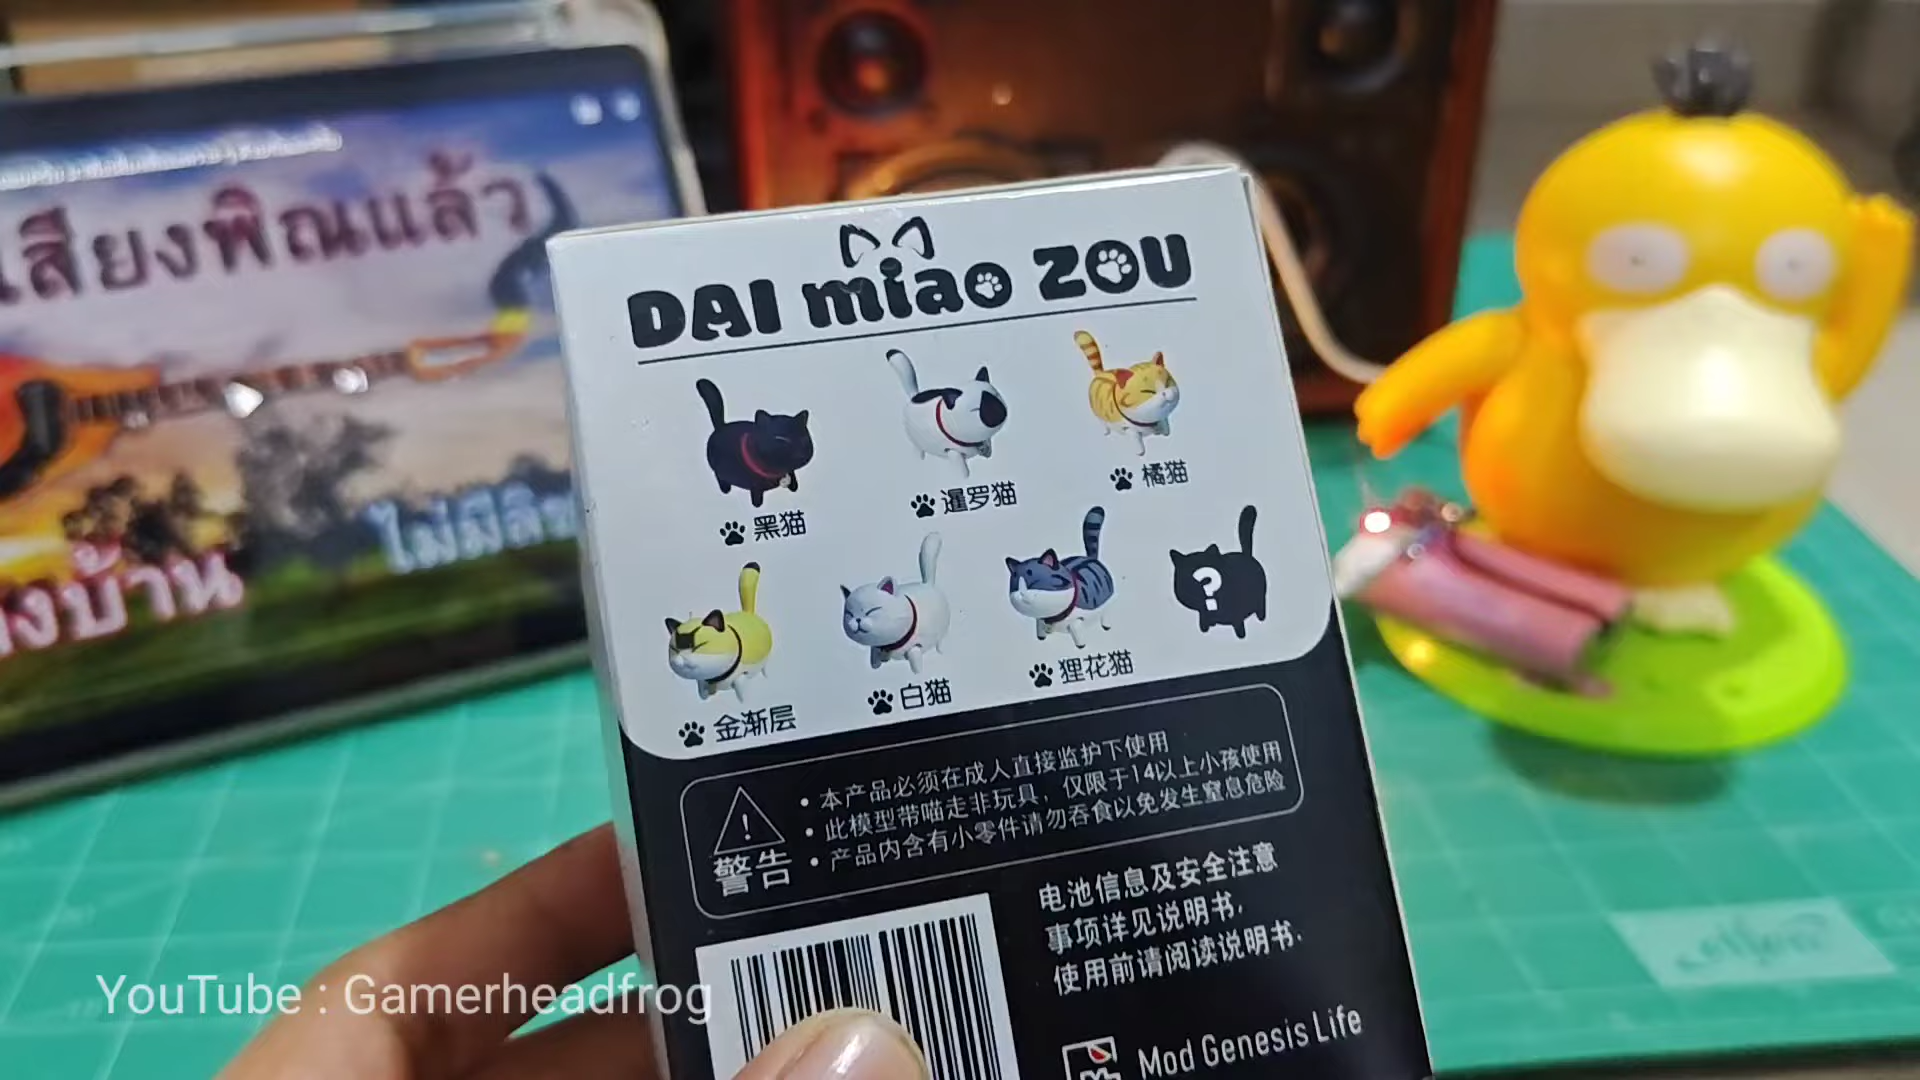 เสียงพิณแล้ว
DAI miao ZOU
黑猫
暹罗猫
橘猫
金渐层
白猫
狸花猫
?
警告
• 本产品必须在成人直接监护下使用
• 此模型带喵走非玩具，仅限于14以上小孩使用
• 产品内含有小零件请勿吞食以免发生窒息危险
电池信息及安全注意
事项详见说明书.
使用前请阅读说明书.
Mod Genesis Life
YouTube : Gamerheadfrog